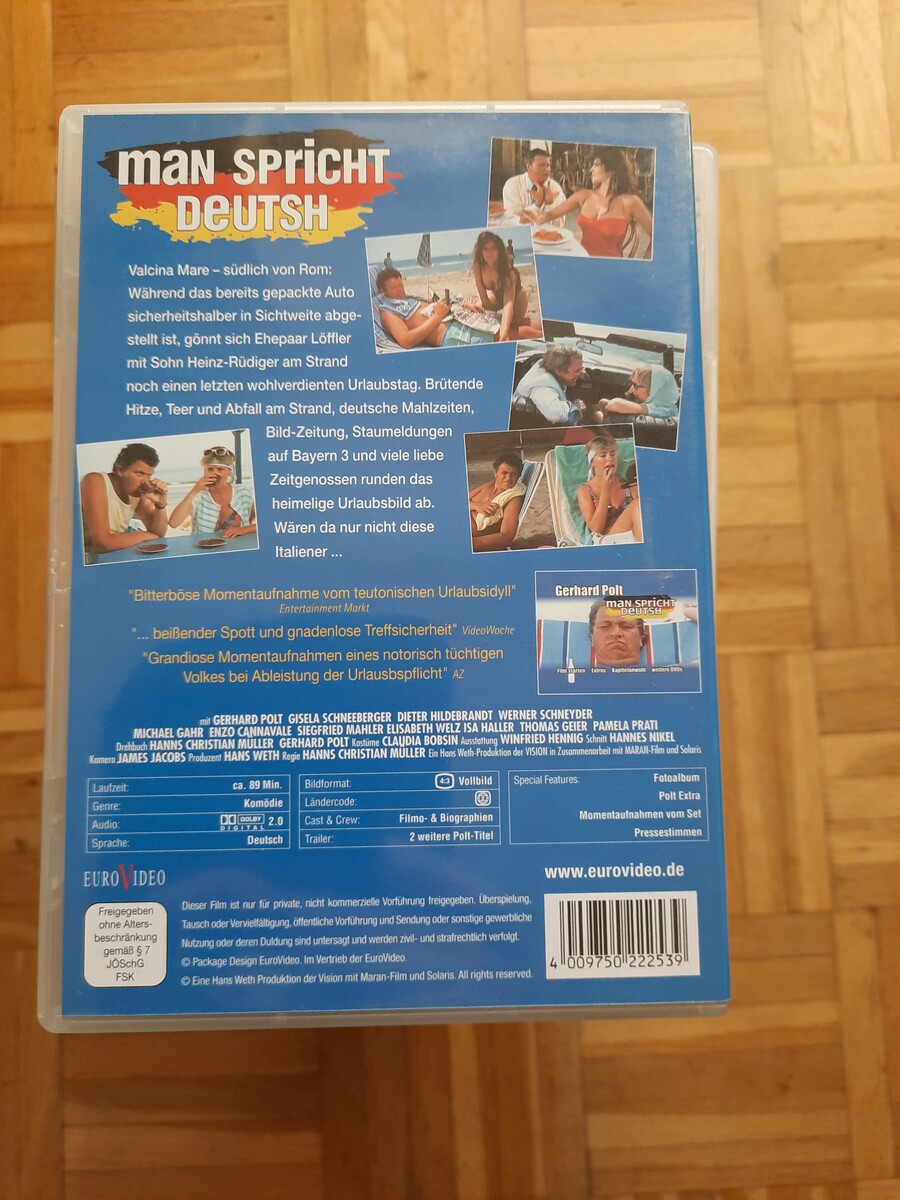 maN SPRicHT
DeUTSH
Valcina Mare – südlich von Rom:
Während das bereits gepackte Auto
sicherheitshalber in Sichtweite abge-
stellt ist, gönnt sich Ehepaar Löffler
mit Sohn Heinz-Rüdiger am Strand
noch einen letzten wohlverdienten Urlaubstag. Brütende
Hitze, Teer und Abfall am Strand, deutsche Mahlzeiten,
Bild-Zeitung, Staumeldungen
auf Bayern 3 und viele liebe
Zeitgenossen runden das
heimelige Urlaubsbild ab.
Wären da nur nicht diese
Italiener ...
"Bitterböse Momentaufnahme vom teutonischen Urlaubsidyll"
Entertainment Markt
"... beißender Spott und gnadenlose Treffsicherheit" VideoWoche
"Grandiose Momentaufnahmen eines notorisch tüchtigen
Volkes bei Ableistung der Urlausbspflicht" AZ
Gerhard Polt
maN SPRicHT
DeUTSH
Film starten Extras Kapitelanwahl weitere DVDs
mit GERHARD POLT GISELA SCHNEEBERGER DIETER HILDEBRANDT WERNER SCHNEYDER
MICHAEL GAHR ENZO CANNAVALE SIEGFRIED MAHLER ELISABETH WELZ ISA HALLER THOMAS GEIER PAMELA PRATI
Drehbuch HANNS CHRISTIAN MÜLLER GERHARD POLT Kostüme CLAUDIA BOBSIN Ausstattung WINFRIED HENNIG Schnitt HANNES NIKEL
Kamera JAMES JACOBS Produzent HANS WETH Regie HANNS CHRISTIAN MÜLLER Ein Hans Weth-Produktion der VISION in Zusammenarbeit mit MARAN-Film und Solaris
Laufzeit: ca. 89 Min.
Genre: Komödie
Audio: DOLBY DIGITAL 2.0
Sprache: Deutsch
Bildformat: 4:3 Vollbild
Ländercode:
Cast & Crew: Filmo- & Biographien
Trailer: 2 weitere Polt-Titel
Special Features: Fotoalbum
Polt Extra
Momentaufnahmen vom Set
Pressestimmen
EUROVIDEO
www.eurovideo.de
Freigegeben
ohne Alters-
beschränkung
gemäß § 7
JÖSchG
FSK
Dieser Film ist nur für private, nicht kommerzielle Vorführung freigegeben. Überspielung,
Tausch oder Vervielfältigung, öffentliche Vorführung und Sendung oder sonstige gewerbliche
Nutzung oder deren Duldung sind untersagt und werden zivil- und strafrechtlich verfolgt.
© Package Design EuroVideo. Im Vertrieb der EuroVideo.
© Eine Hans Weth Produktion der Vision mit Maran-Film und Solaris. All rights reserved.
4 009750 222539